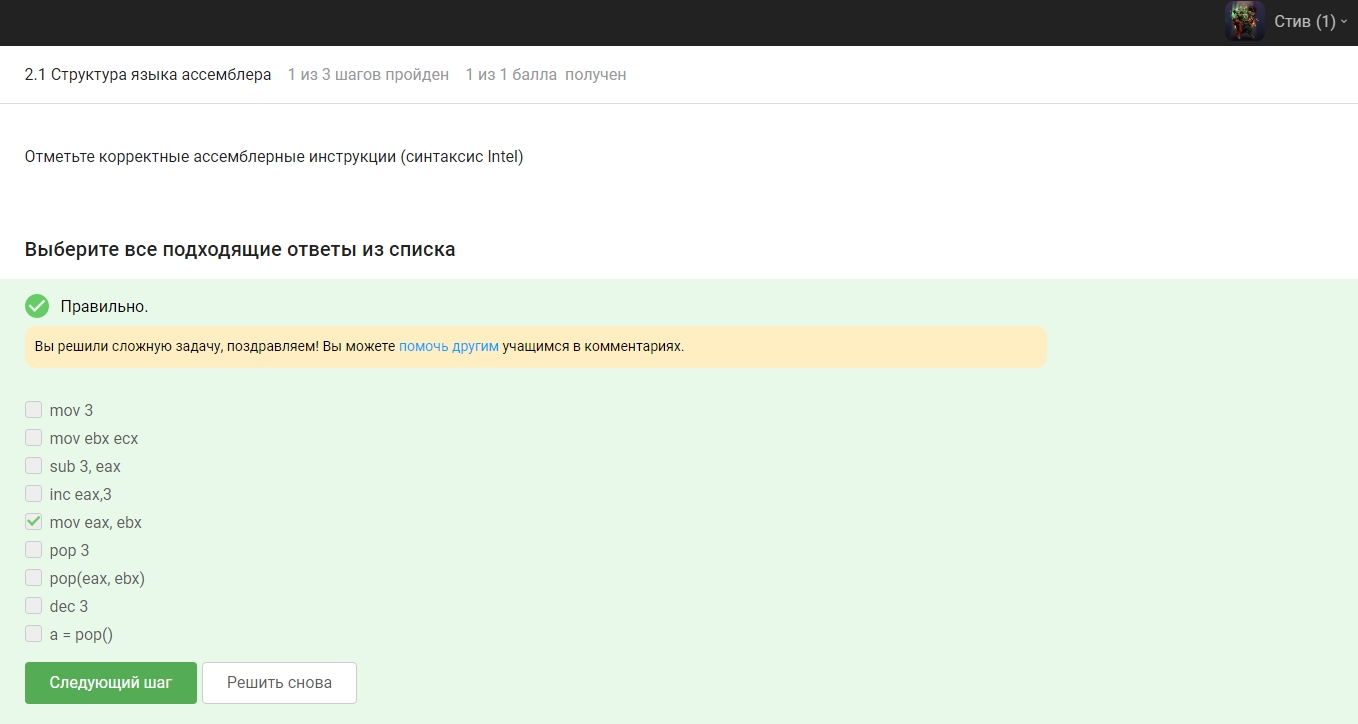 Стив (1)
2.1 Структура языка ассемблера 1 из 3 шагов пройден 1 из 1 балла получен
Отметьте корректные ассемблерные инструкции (синтаксис Intel)
Выберите все подходящие ответы из списка
Правильно.
Вы решили сложную задачу, поздравляем! Вы можете помочь другим учащимся в комментариях.
mov 3
mov ebx ecx
sub 3, eax
inc eax,3
mov eax, ebx
pop 3
pop(eax, ebx)
dec 3
a = pop()
Следующий шаг Решить снова